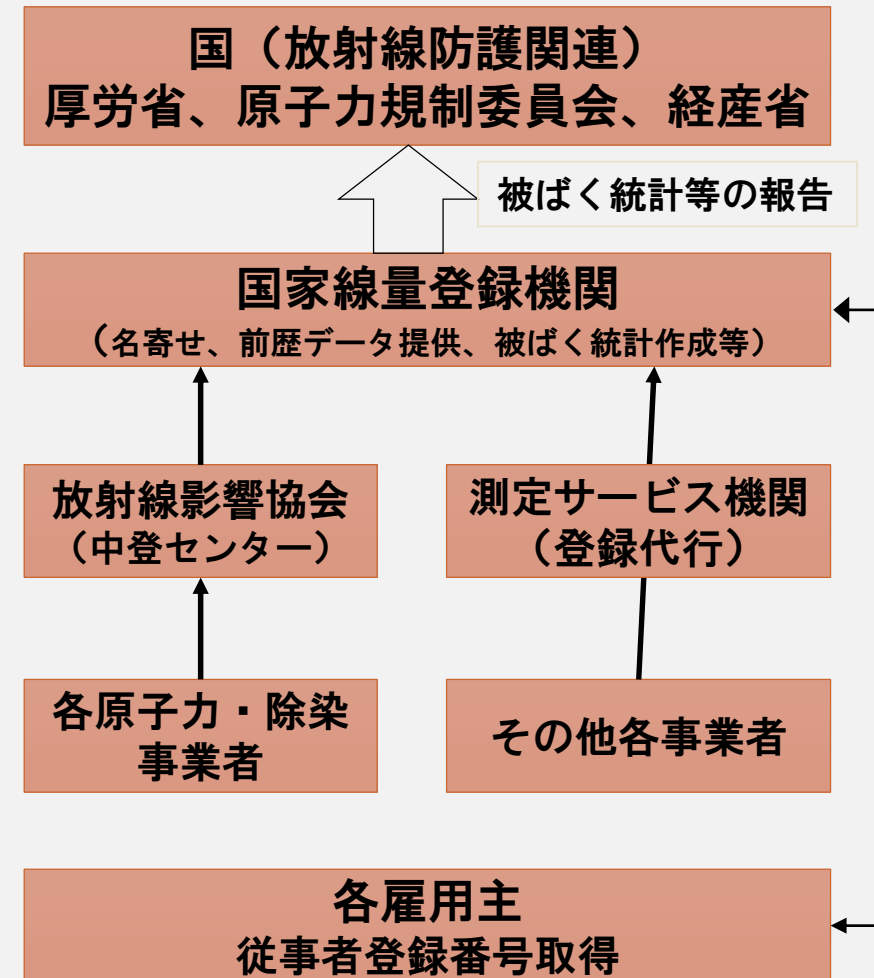 国（放射線防護関連）
厚労省、原子力規制委員会、経産省
被ばく統計等の報告
国家線量登録機関
（名寄せ、前歴データ提供、被ばく統計作成等）
放射線影響協会
（中登センター）
測定サービス機関
（登録代行）
各原子力・除染
事業者
その他各事業者
各雇用主
従事者登録番号取得